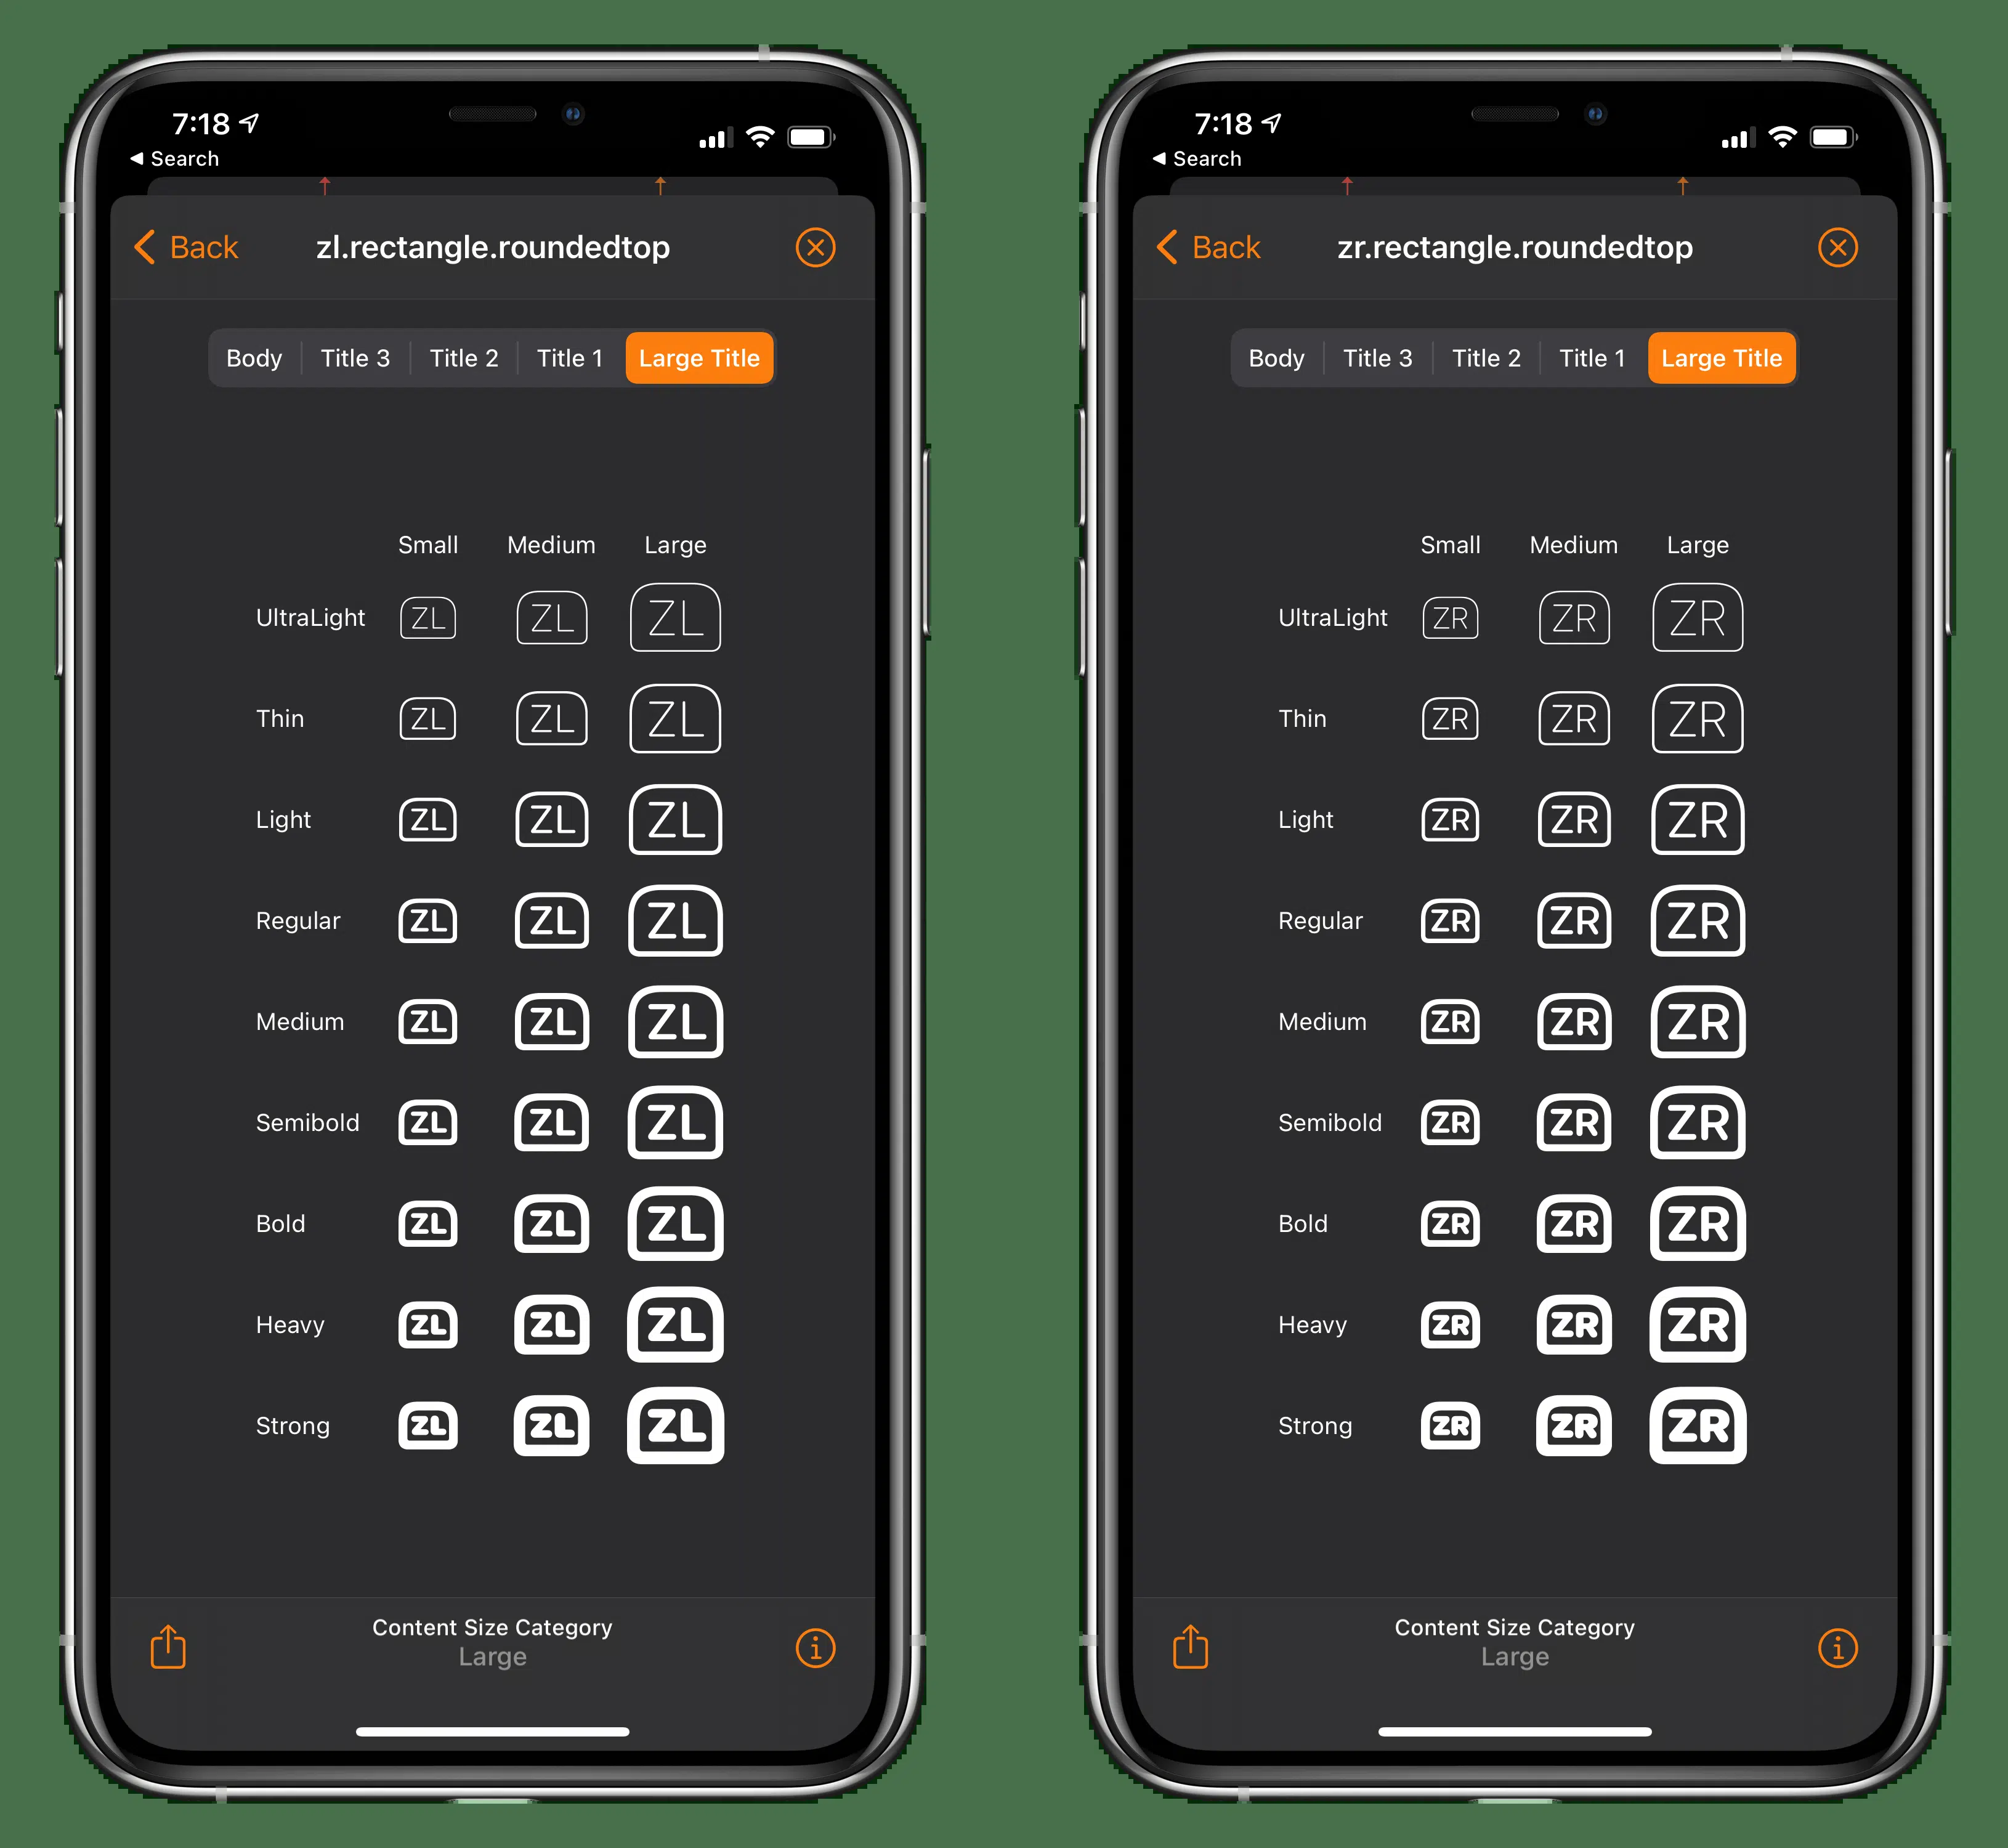 7:18
◀ Search
Back zl.rectangle.roundedtop
Body Title 3 Title 2 Title 1 Large Title
Small Medium Large
UltraLight ZL ZL ZL
Thin ZL ZL ZL
Light ZL ZL ZL
Regular ZL ZL ZL
Medium ZL ZL ZL
Semibold ZL ZL ZL
Bold ZL ZL ZL
Heavy ZL ZL ZL
Strong ZL ZL ZL
Content Size Category
Large
7:18
◀ Search
Back zr.rectangle.roundedtop
Body Title 3 Title 2 Title 1 Large Title
Small Medium Large
UltraLight ZR ZR ZR
Thin ZR ZR ZR
Light ZR ZR ZR
Regular ZR ZR ZR
Medium ZR ZR ZR
Semibold ZR ZR ZR
Bold ZR ZR ZR
Heavy ZR ZR ZR
Strong ZR ZR ZR
Content Size Category
Large